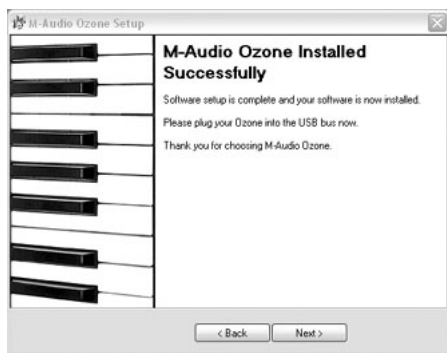 M-Audio Ozone Setup
M-Audio Ozone Installed
Successfully
Software setup is complete and your software is now installed.
Please plug your Ozone into the USB bus now.
Thank you for choosing M-Audio Ozone.
< Back Next >